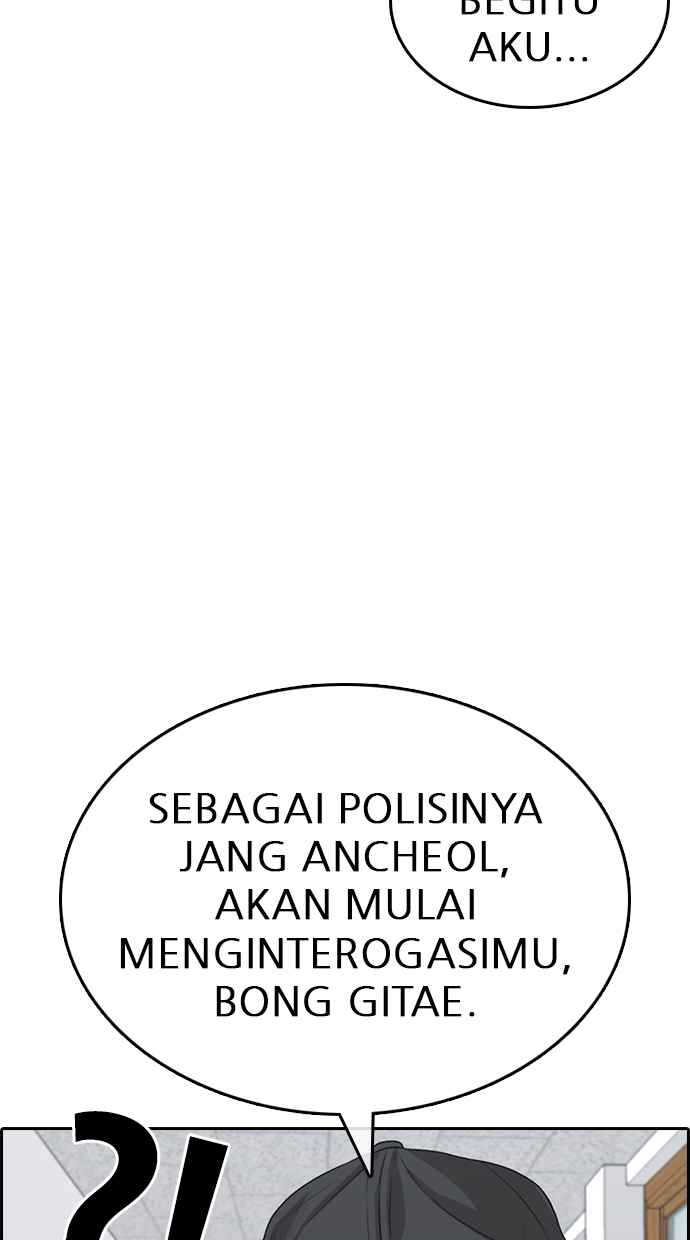 BEGITU
AKU...
SEBAGAI POLISINYA
JANG ANCHEOL,
AKAN MULAI
MENGINTEROGASIMU,
BONG GITAE.
?!